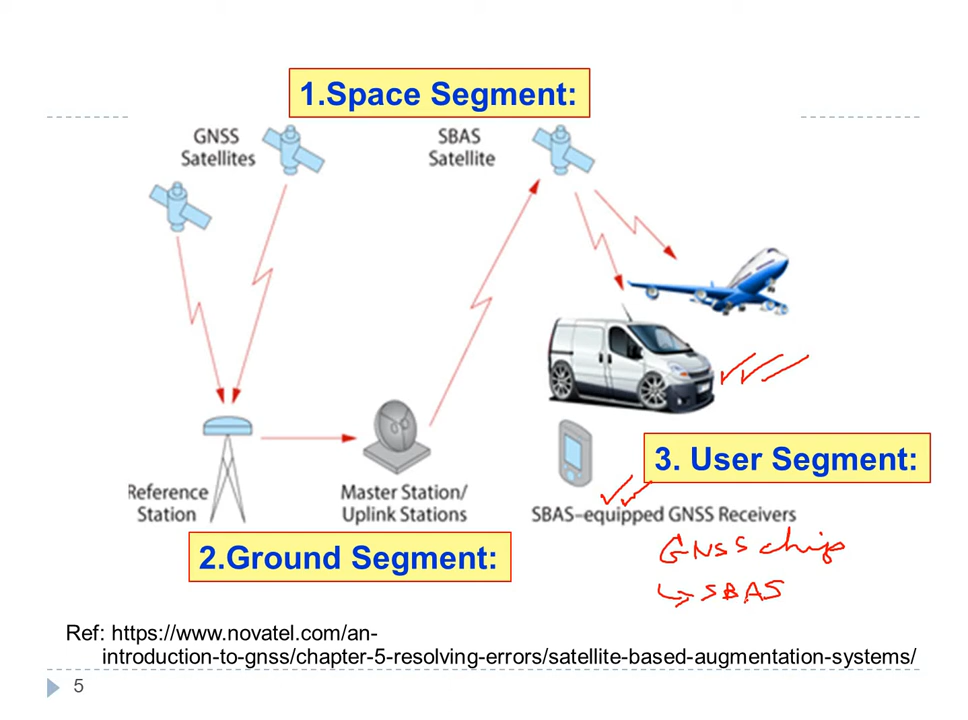 1.Space Segment:
GNSS
Satellites
SBAS
Satellite
3. User Segment:
Reference
Station
Master Station/
Uplink Stations
SBAS–equipped GNSS Receivers
GNSS chip
↳ SBAS
2.Ground Segment:
Ref: https://www.novatel.com/an-
introduction-to-gnss/chapter-5-resolving-errors/satellite-based-augmentation-systems/
5